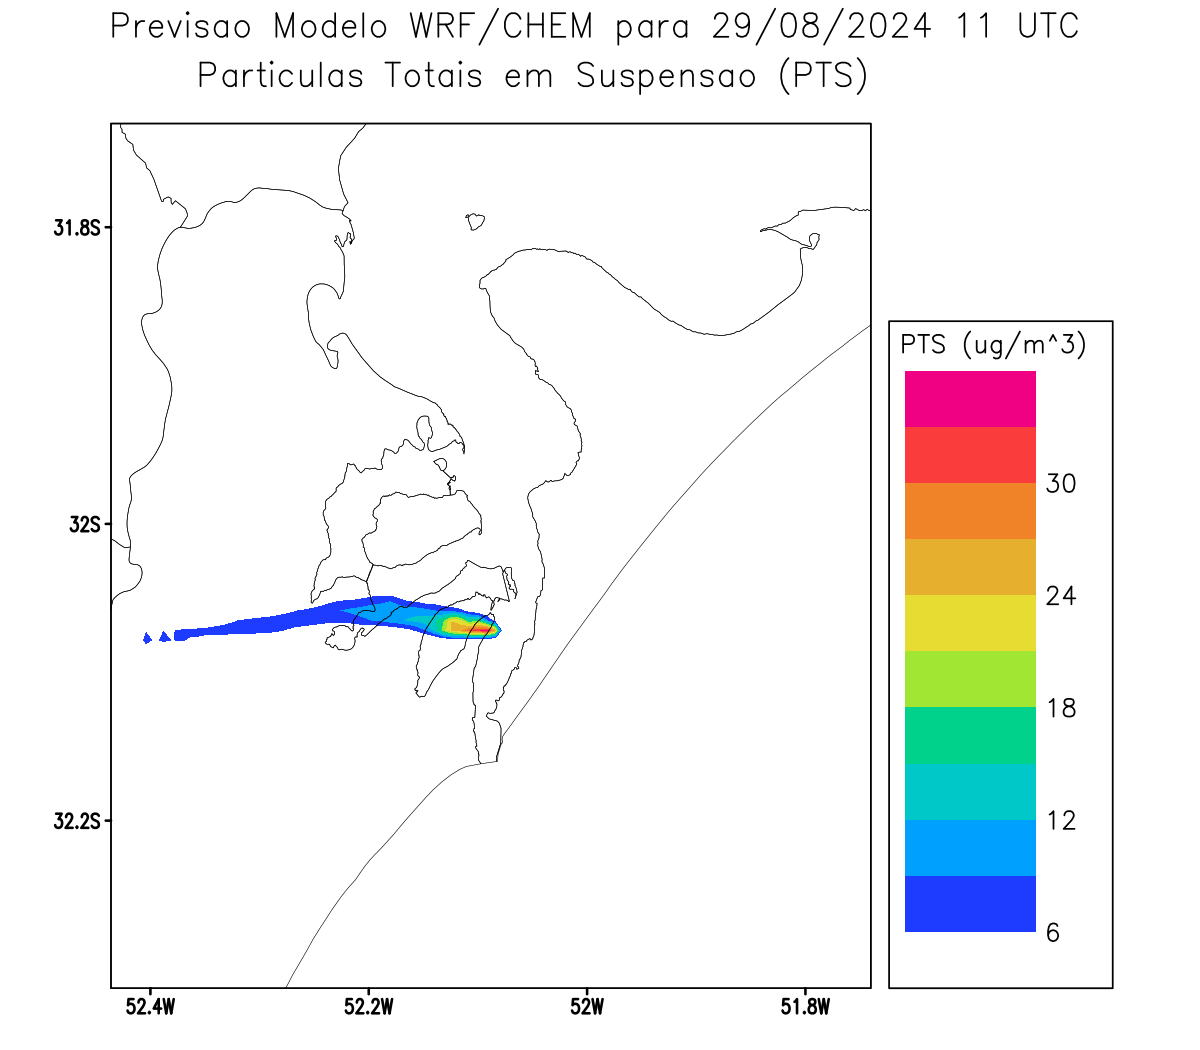 Previsao Modelo WRF/CHEM para 29/08/2024 11 UTC
Particulas Totais em Suspensao (PTS)
31.8S
32S
32.2S
52.4W
52.2W
52W
51.8W
PTS (ug/m^3)
30
24
18
12
6